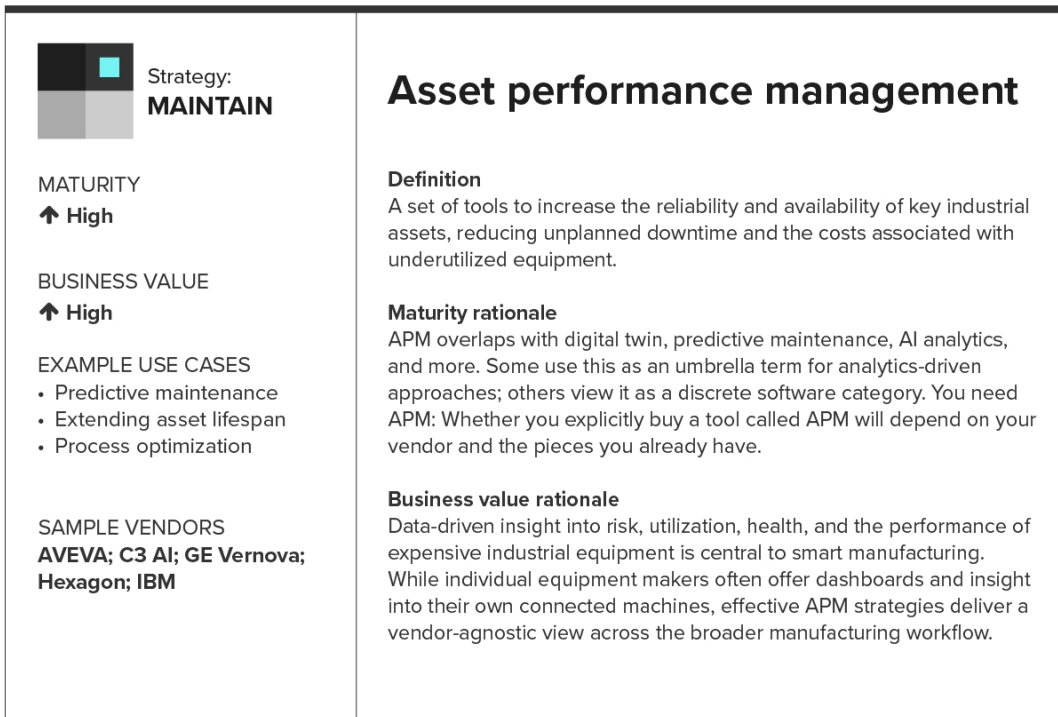 Strategy:
MAINTAIN
MATURITY
High
BUSINESS VALUE
High
EXAMPLE USE CASES
• Predictive maintenance
• Extending asset lifespan
• Process optimization
SAMPLE VENDORS
AVEVA; C3 AI; GE Vernova;
Hexagon; IBM
Asset performance management
Definition
A set of tools to increase the reliability and availability of key industrial
assets, reducing unplanned downtime and the costs associated with
underutilized equipment.
Maturity rationale
APM overlaps with digital twin, predictive maintenance, AI analytics,
and more. Some use this as an umbrella term for analytics-driven
approaches; others view it as a discrete software category. You need
APM: Whether you explicitly buy a tool called APM will depend on your
vendor and the pieces you already have.
Business value rationale
Data-driven insight into risk, utilization, health, and the performance of
expensive industrial equipment is central to smart manufacturing.
While individual equipment makers often offer dashboards and insight
into their own connected machines, effective APM strategies deliver a
vendor-agnostic view across the broader manufacturing workflow.